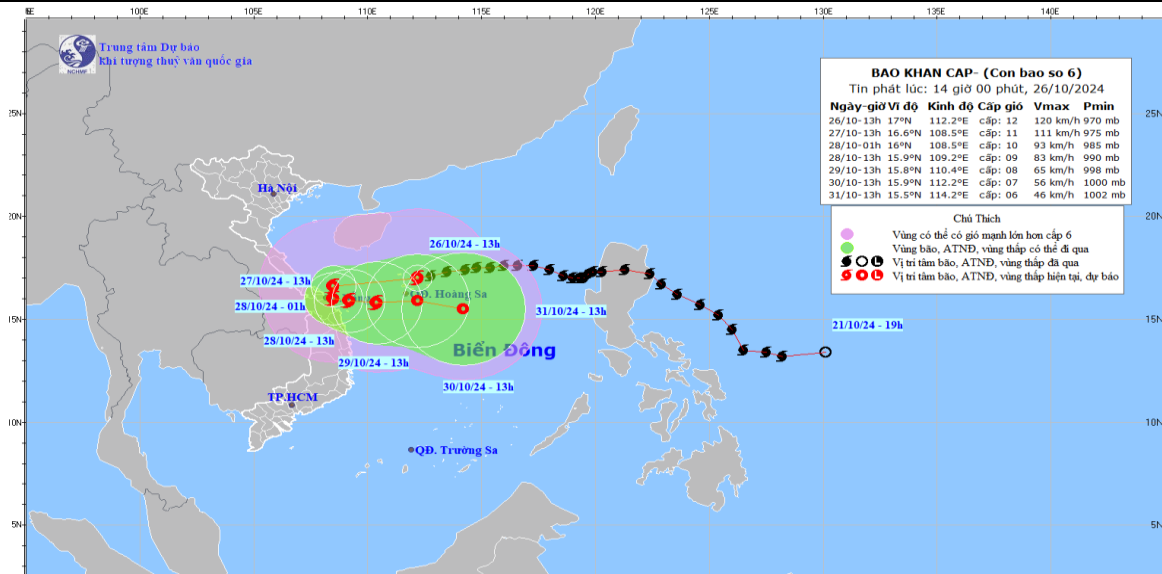 E 100E 105E 110E 115E 120E 125E 130E 135E 140E
Trung tâm Dự báo
khí tượng thuỷ văn quốc gia
NCHMF
BAO KHAN CAP- (Con bao so 6)
Tin phát lúc: 14 giờ 00 phút, 26/10/2024
Ngày-giờ Vĩ độ Kinh độ Cấp gió Vmax Pmin
26/10-13h 17°N 112.2°E cấp: 12 120 km/h 970 mb
27/10-13h 16.6°N 108.5°E cấp: 11 111 km/h 975 mb
28/10-01h 16°N 108.5°E cấp: 10 93 km/h 985 mb
28/10-13h 15.9°N 109.2°E cấp: 09 83 km/h 990 mb
29/10-13h 15.8°N 110.4°E cấp: 08 65 km/h 998 mb
30/10-13h 15.9°N 112.2°E cấp: 07 56 km/h 1000 mb
31/10-13h 15.5°N 114.2°E cấp: 06 46 km/h 1002 mb
25N 25N
Hà Nội
20N 20N
Chú Thích
Vùng có thể có gió mạnh lớn hơn cấp 6
Vùng bão, ATNĐ, vùng thấp có thể đi qua
Vị trí tâm bão, ATNĐ, vùng thấp đã qua
Vị trí tâm bão, ATNĐ, vùng thấp hiện tại, dự báo
26/10/24 - 13h
27/10/24 - 13h
QĐ. Hoàng Sa
28/10/24 - 01h
31/10/24 - 13h
15N 15N
21/10/24 - 19h
28/10/24 - 13h
Biển Đông
29/10/24 - 13h
30/10/24 - 13h
TP.HCM
10N 10N
QĐ. Trường Sa
5N 5N
105E 115E 125E 135E